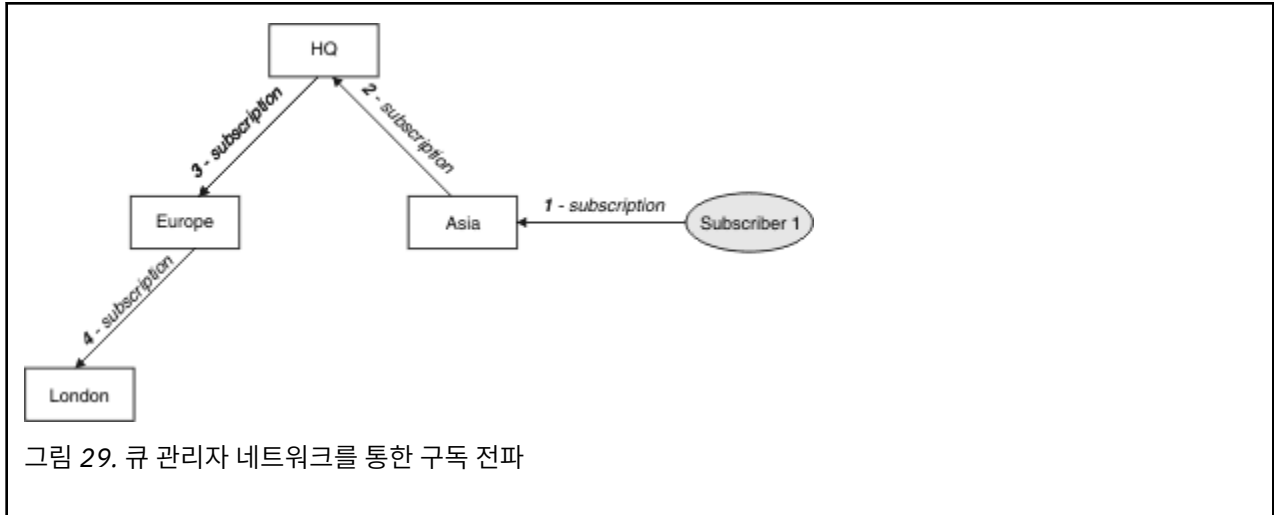 HQ
3 - subscription
2 - subscription
Europe
Asia
1 - subscription
Subscriber 1
4 - subscription
London
그림 29. 큐 관리자 네트워크를 통한 구독 전파